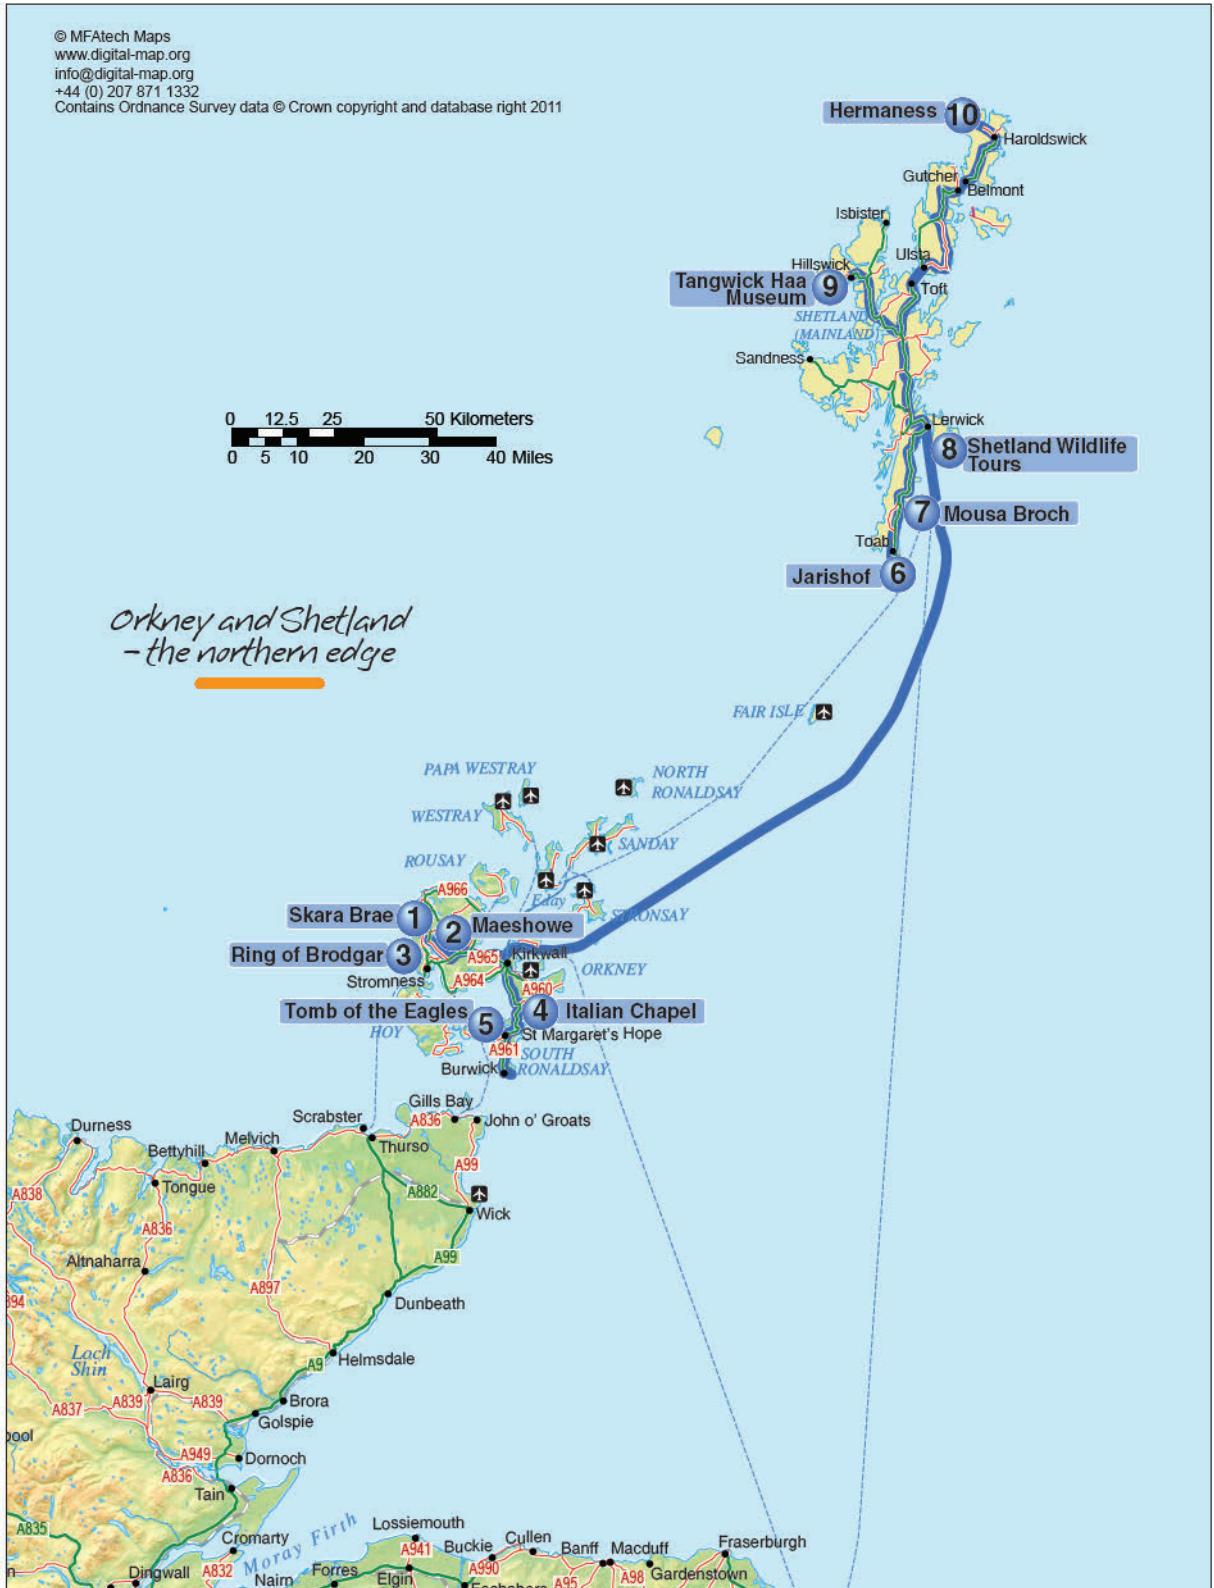 © MFAtech Maps
www.digital-map.org
info@digital-map.org
+44 (0) 207 871 1332
Contains Ordnance Survey data © Crown copyright and database right 2011
Hermaness 10
Haroldswick
Gutcher
Belmont
Isbister
Ulsta
Hillswick
Toft
Tangwick Haa
Museum
9
SHETLAND
(MAINLAND)
Sandness
0 12.5 25 50 Kilometers
0 5 10 20 30 40 Miles
Lerwick
8 Shetland Wildlife
Tours
7 Mousa Broch
Toab
Jarishof 6
Orkney and Shetland
– the northern edge
FAIR ISLE
PAPA WESTRAY
NORTH
RONALDSAY
WESTRAY
SANDAY
ROUSAY
A966
Eday
STRONSAY
Skara Brae 1
2 Maeshowe
Ring of Brodgar 3
A965
Kirkwall
ORKNEY
Stromness
A964
A960
Tomb of the Eagles 5
4 Italian Chapel
HOY
St Margaret's Hope
A961
SOUTH
RONALDSAY
Burwick
Gills Bay
Scrabster
A836
John o' Groats
Durness
Thurso
Melvich
Bettyhill
A99
Tongue
A838
A882
Wick
A836
A99
Altnaharra
A897
894
Dunbeath
Loch
Shin
Helmsdale
A9
Lairg
A839
A839
Brora
A837
Golspie
pool
A949
Dornoch
A836
Tain
A835
Cromarty
Moray Firth
Lossiemouth
Cullen
Fraserburgh
A941
Buckie
Banff
Macduff
Dingwall
A832
Nairn
Forres
Elgin
A990
A95
A98
Gardenstown
n